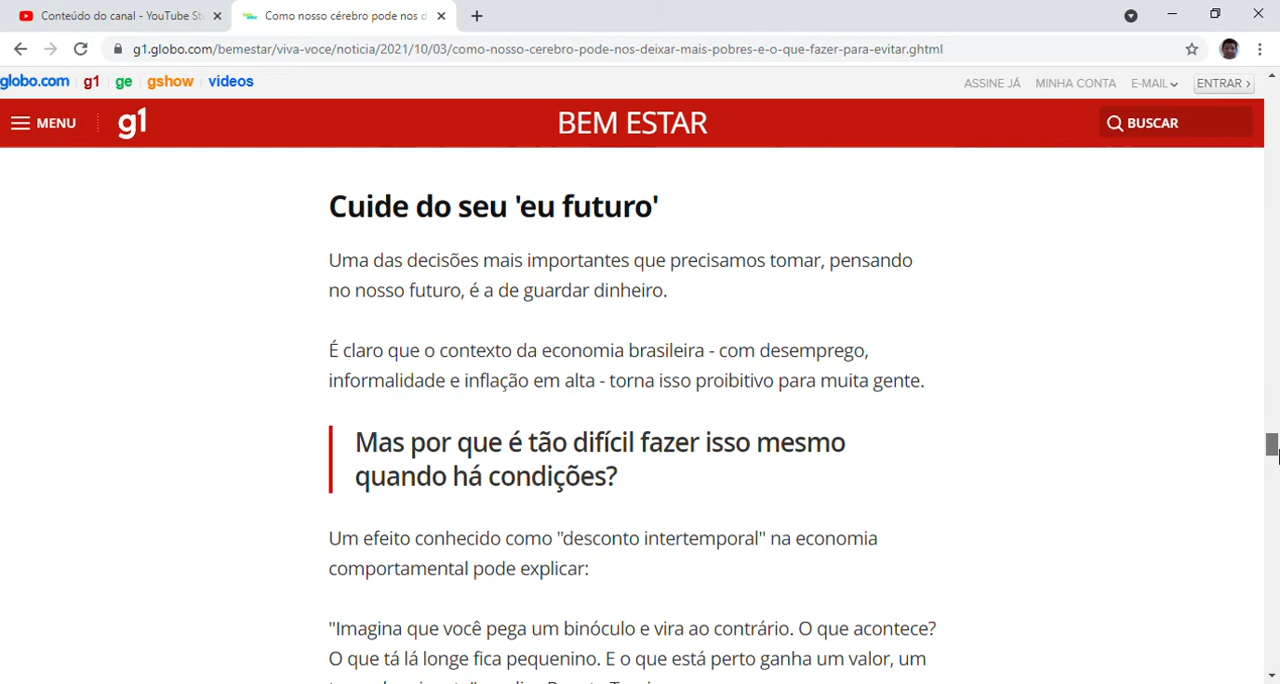 Conteúdo do canal - YouTube St
Como nosso cérebro pode nos d
g1.globo.com/bemestar/viva-voce/noticia/2021/10/03/como-nosso-cerebro-pode-nos-deixar-mais-pobres-e-o-que-fazer-para-evitar.ghtml
globo.com g1 ge gshow videos ASSINE JÁ MINHA CONTA E-MAIL ENTRAR ›
MENU g1 BEM ESTAR BUSCAR
Cuide do seu 'eu futuro'
Uma das decisões mais importantes que precisamos tomar, pensando
no nosso futuro, é a de guardar dinheiro.
É claro que o contexto da economia brasileira - com desemprego,
informalidade e inflação em alta - torna isso proibitivo para muita gente.
Mas por que é tão difícil fazer isso mesmo
quando há condições?
Um efeito conhecido como "desconto intertemporal" na economia
comportamental pode explicar:
"Imagina que você pega um binóculo e vira ao contrário. O que acontece?
O que tá lá longe fica pequenino. E o que está perto ganha um valor, um